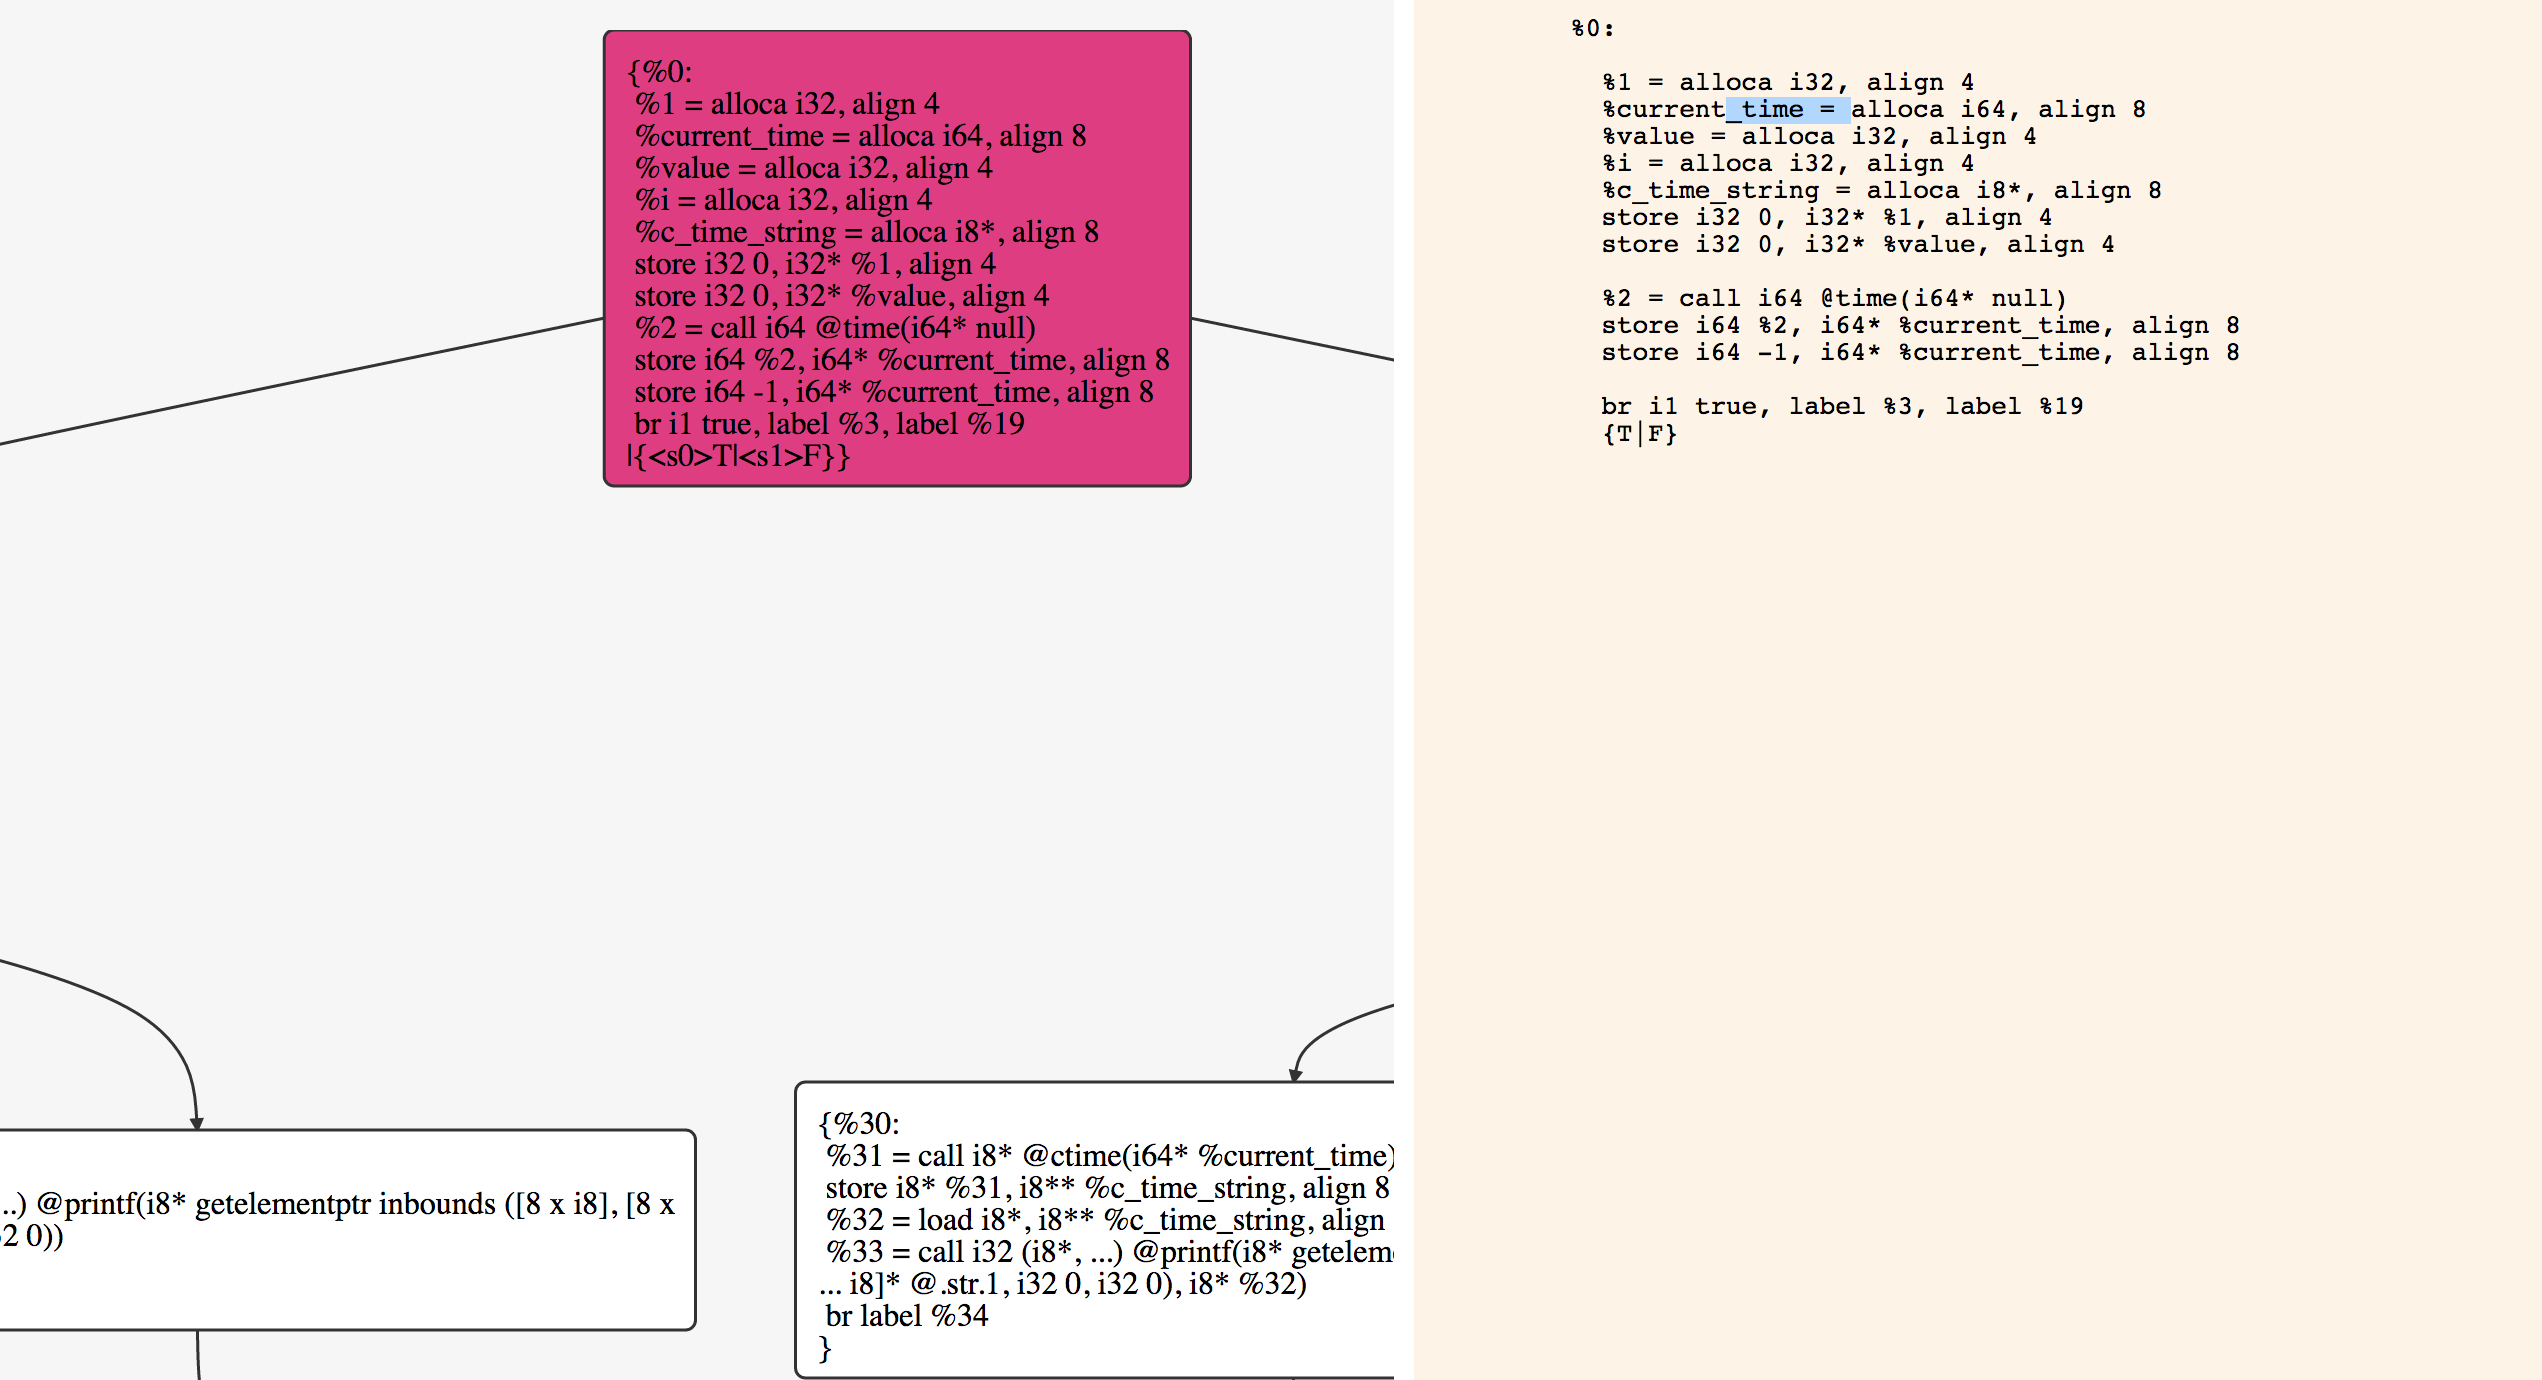 {%0:
%1 = alloca i32, align 4
%current_time = alloca i64, align 8
%value = alloca i32, align 4
%i = alloca i32, align 4
%c_time_string = alloca i8*, align 8
store i32 0, i32* %1, align 4
store i32 0, i32* %value, align 4
%2 = call i64 @time(i64* null)
store i64 %2, i64* %current_time, align 8
store i64 -1, i64* %current_time, align 8
br i1 true, label %3, label %19
|{<s0>T|<s1>F}}
..) @printf(i8* getelementptr inbounds ([8 x i8], [8 x
2 0))
{%30:
%31 = call i8* @ctime(i64* %current_time)
store i8* %31, i8** %c_time_string, align 8
%32 = load i8*, i8** %c_time_string, align
%33 = call i32 (i8*, ...) @printf(i8* getelem
... i8]* @.str.1, i32 0, i32 0), i8* %32)
br label %34
}
%0:
%1 = alloca i32, align 4
%current_time = alloca i64, align 8
%value = alloca i32, align 4
%i = alloca i32, align 4
%c_time_string = alloca i8*, align 8
store i32 0, i32* %1, align 4
store i32 0, i32* %value, align 4
%2 = call i64 @time(i64* null)
store i64 %2, i64* %current_time, align 8
store i64 -1, i64* %current_time, align 8
br i1 true, label %3, label %19
{T|F}